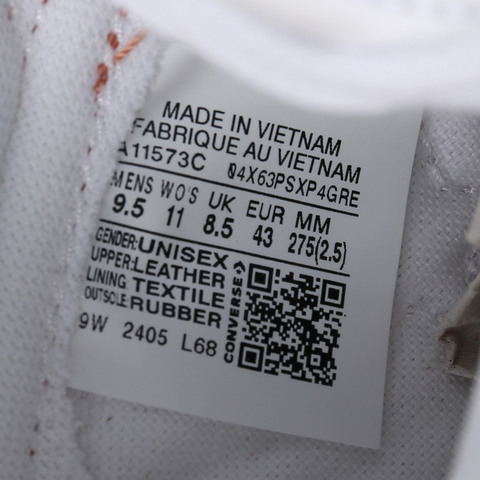 MADE IN VIETNAM
FABRIQUE AU VIETNAM
A11573C 04X63PSXP4GRE
MENS WO'S UK EUR MM
9.5 11 8.5 43 275(2.5)
GENDER:UNISEX
UPPER:LEATHER
LINING:TEXTILE
OUTSOLE:RUBBER
9W 2405 L68
CONVERSE